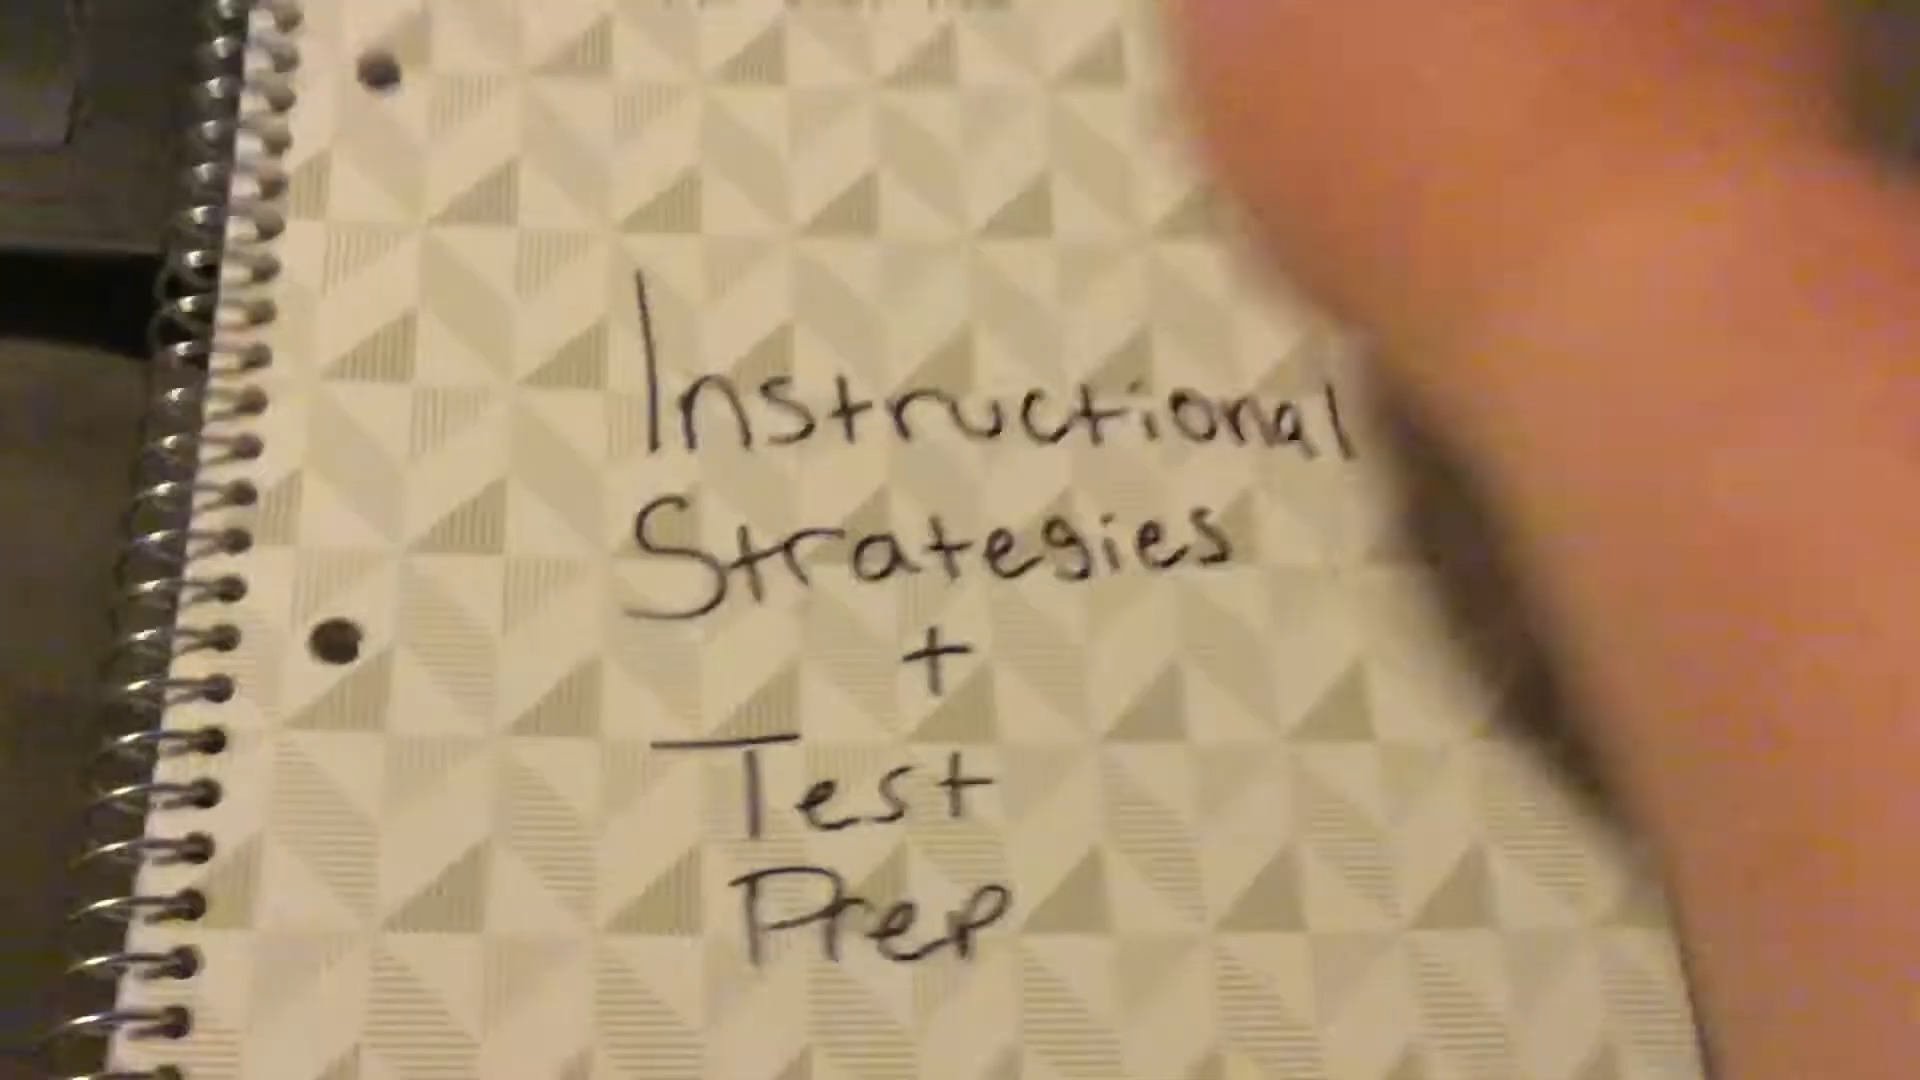 Instructional
Strategies
+
Test
Prep